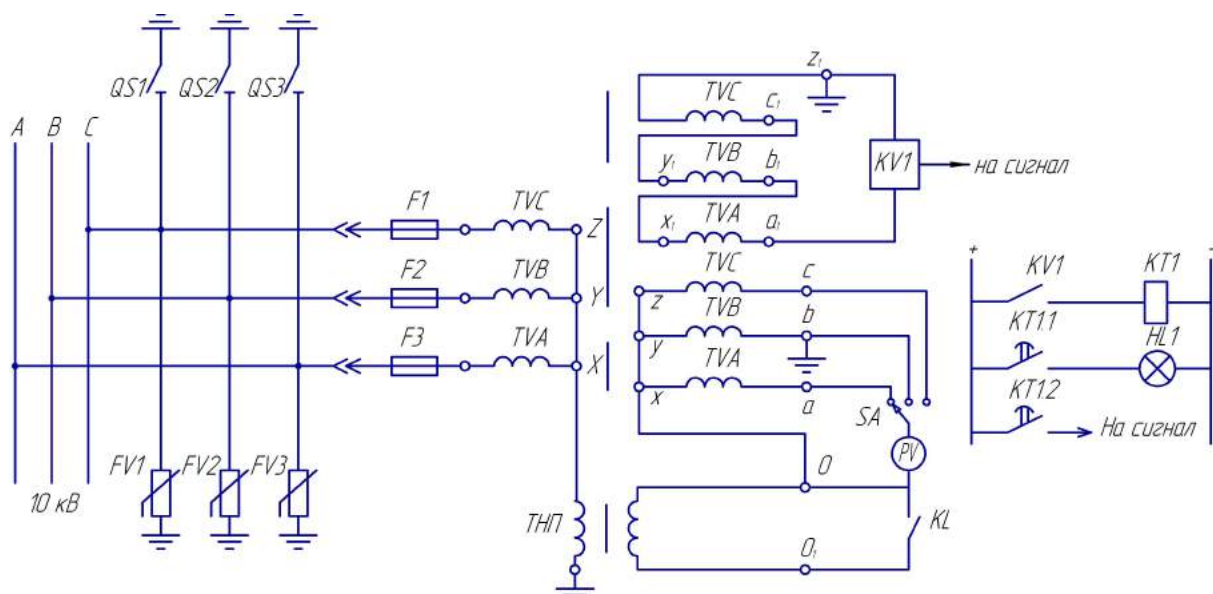 QS1
QS2
QS3
A
B
C
10 кВ
FV1
FV2
FV3
F1
F2
F3
TVC
TVB
TVA
Z
Y
X
ТНП
TVC
c₁
z₁
y₁
TVB
b₁
x₁
TVA
a₁
KV1
на сигнал
TVC
z
c
TVB
y
b
TVA
x
a
SA
PV
O
O₁
KL
+
-
KV1
KT1
KT1.1
HL1
KT1.2
На сигнал